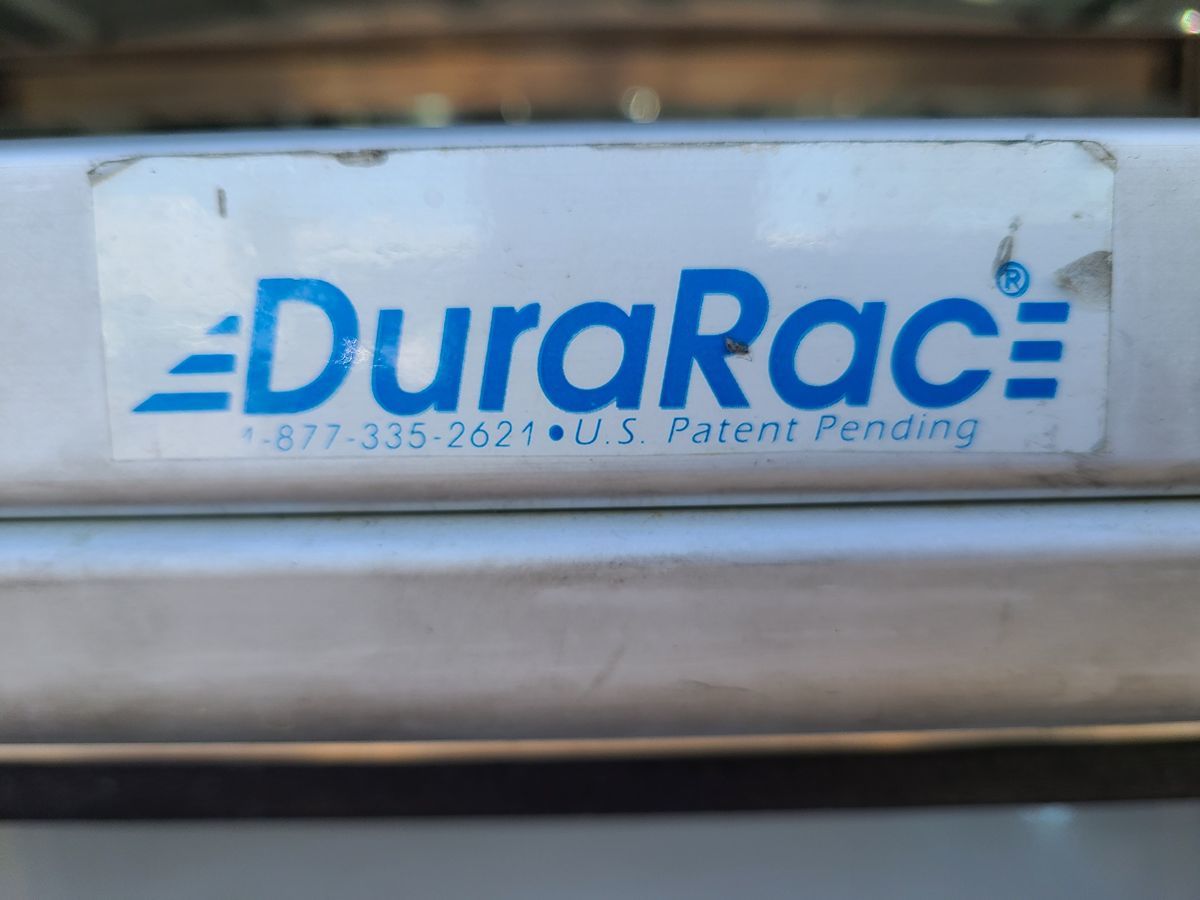 DuraRac®
1-877-335-2621 • U.S. Patent Pending